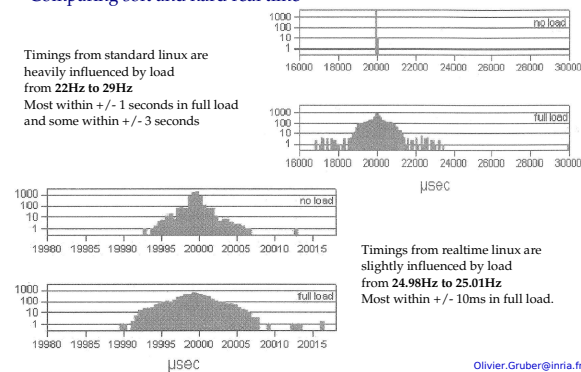 Comparing soft and hard real time
Timings from standard linux are
heavily influenced by load
from 22Hz to 29Hz
Most within +/- 1 seconds in full load
and some within +/- 3 seconds
1000
100
10
1
no load
16000 18000 20000 22000 24000 26000 28000 30000
1000
100
10
1
full load
16000 18000 20000 22000 24000 26000 28000 30000
µsec
1000
100
10
1
no load
19980 19985 19990 19995 20000 20005 20010 20015
1000
100
10
1
full load
19980 19985 19990 19995 20000 20005 20010 20015
µsec
Timings from realtime linux are
slightly influenced by load
from 24.98Hz to 25.01Hz
Most within +/- 10ms in full load.
Olivier.Gruber@inria.fr